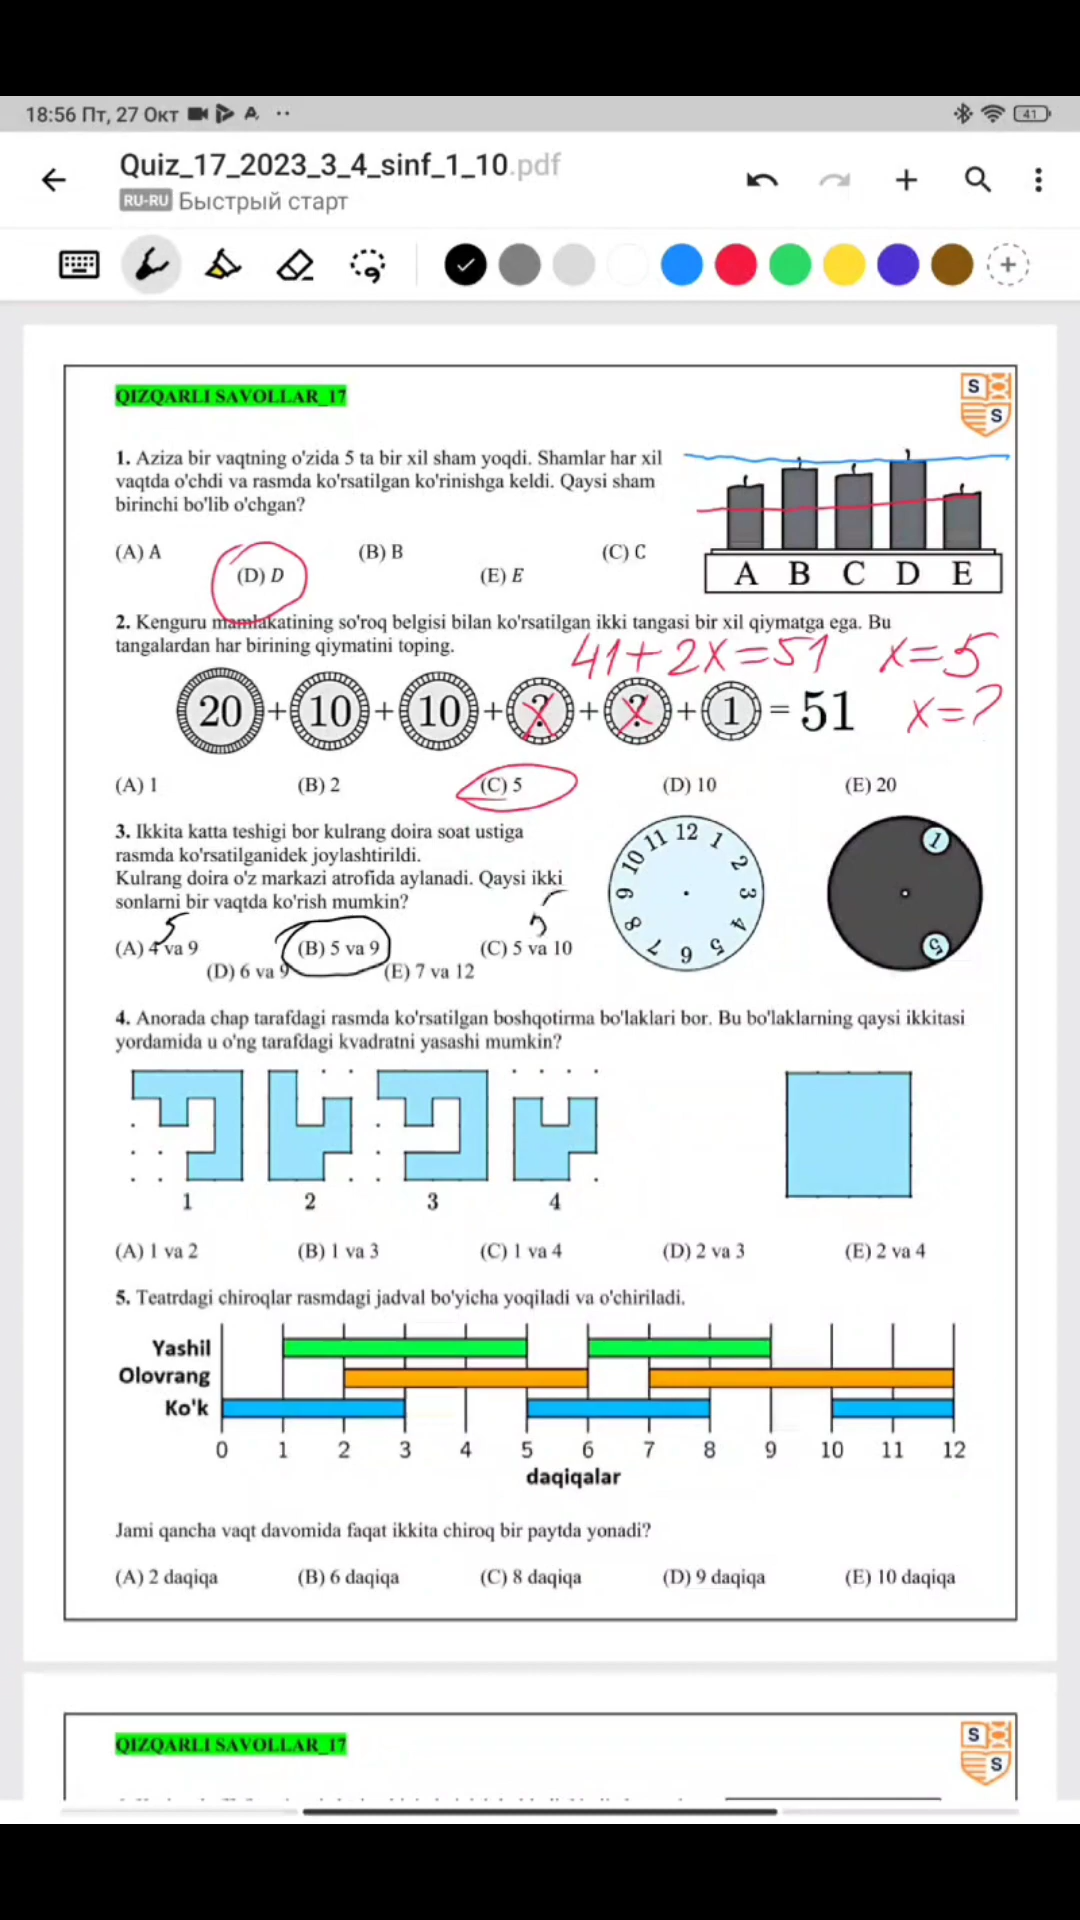 18:56 Пт, 27 Окт
41
Quiz_17_2023_3_4_sinf_1_10.pdf
RU-RU Быстрый старт
QIZQARLI SAVOLLAR_17
S
S
1. Aziza bir vaqtning o'zida 5 ta bir xil sham yoqdi. Shamlar har xil
vaqtda o'chdi va rasmda ko'rsatilgan ko'rinishga keldi. Qaysi sham
birinchi bo'lib o'chgan?
(A) A (B) B (C) C
(D) D (E) E
A B C D E
2. Kenguru mamlakatining so'roq belgisi bilan ko'rsatilgan ikki tangasi bir xil qiymatga ega. Bu
tangalardan har birining qiymatini toping.
41+2x=51 x=5
20 + 10 + 10 + ? + ? + 1 = 51 x=?
x x
(A) 1 (B) 2 (C) 5 (D) 10 (E) 20
3. Ikkita katta teshigi bor kulrang doira soat ustiga
rasmda ko'rsatilganidek joylashtirildi.
Kulrang doira o'z markazi atrofida aylanadi. Qaysi ikki
sonlarni bir vaqtda ko'rish mumkin?
5 5
(A) 4 va 9 (B) 5 va 9 (C) 5 va 10
(D) 6 va 9 (E) 7 va 12
12 1 2 3 4 5 6 7 8 9 10 11
1
5
4. Anorada chap tarafdagi rasmda ko'rsatilgan boshqotirma bo'laklari bor. Bu bo'laklarning qaysi ikkitasi
yordamida u o'ng tarafdagi kvadratni yasashi mumkin?
1 2 3 4
(A) 1 va 2 (B) 1 va 3 (C) 1 va 4 (D) 2 va 3 (E) 2 va 4
5. Teatrdagi chiroqlar rasmdagi jadval bo'yicha yoqiladi va o'chiriladi.
Yashil
Olovrang
Ko'k
0 1 2 3 4 5 6 7 8 9 10 11 12
daqiqalar
Jami qancha vaqt davomida faqat ikkita chiroq bir paytda yonadi?
(A) 2 daqiqa (B) 6 daqiqa (C) 8 daqiqa (D) 9 daqiqa (E) 10 daqiqa
QIZQARLI SAVOLLAR_17
S
S